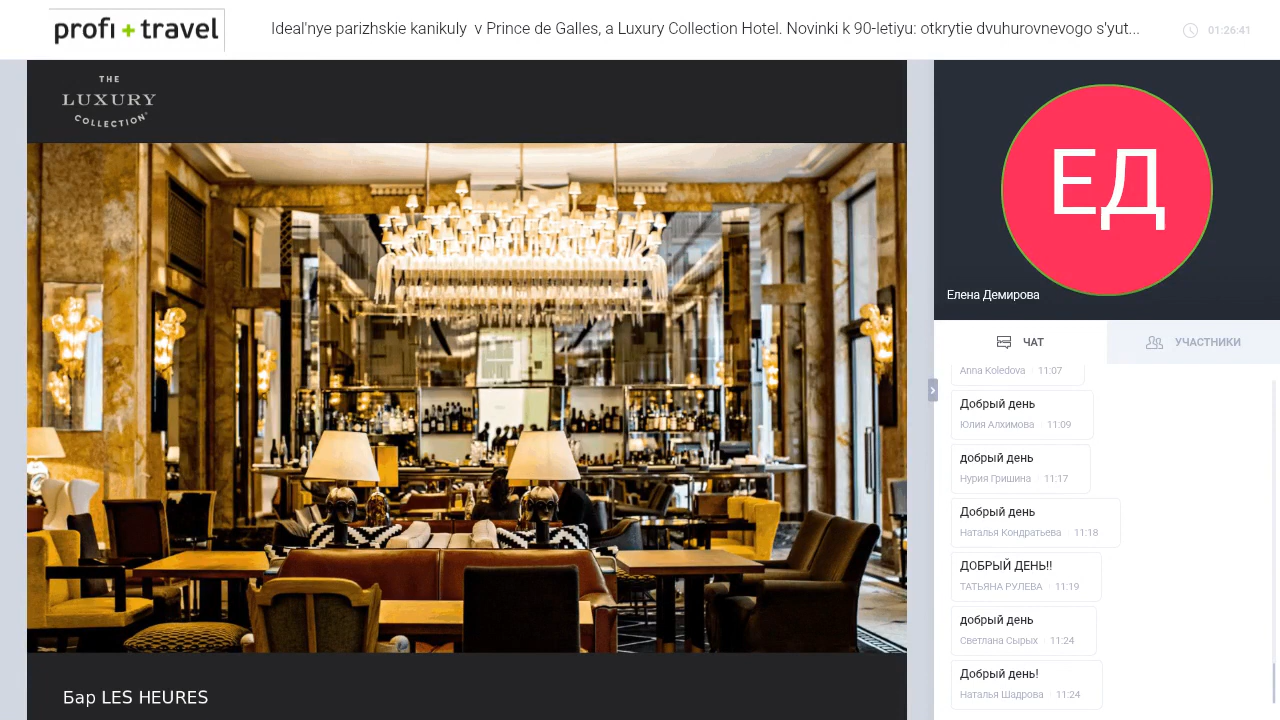 profi + travel
Ideal'nye parizhskie kanikuly v Prince de Galles, a Luxury Collection Hotel. Novinki k 90-letiyu: otkrytie dvuhurovnevogo s'yut...
01:26:41
THE
LUXURY
COLLECTION
ЕД
Елена Демирова
ЧАТ
УЧАСТНИКИ
Anna Koledova 11:07
Добрый день
Юлия Алхимова 11:09
добрый день
Нурия Гришина 11:17
Добрый день
Наталья Кондратьева 11:18
ДОБРЫЙ ДЕНЬ!!
ТАТЬЯНА РУЛЕВА 11:19
добрый день
Светлана Сырых 11:24
Добрый день!
Наталья Шадрова 11:24
Бар LES HEURES